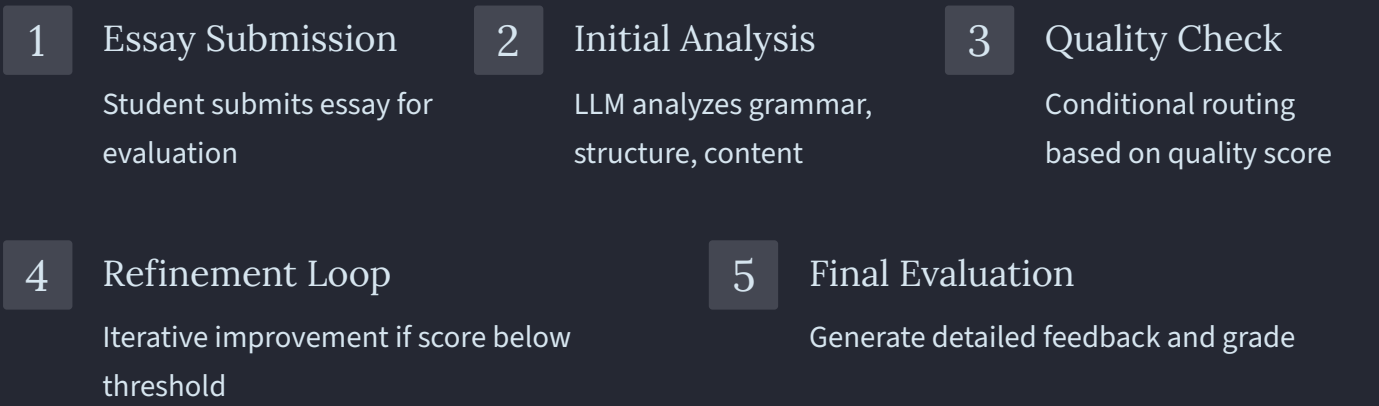 1 Essay Submission
Student submits essay for
evaluation
2 Initial Analysis
LLM analyzes grammar,
structure, content
3 Quality Check
Conditional routing
based on quality score
4 Refinement Loop
Iterative improvement if score below
threshold
5 Final Evaluation
Generate detailed feedback and grade